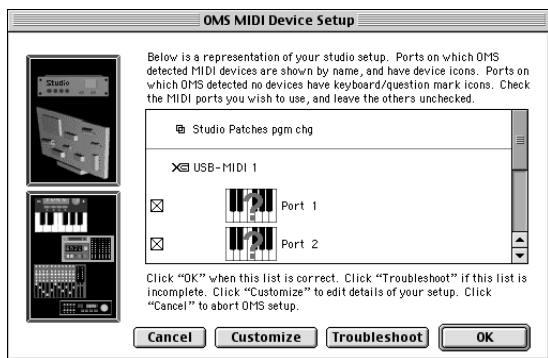 OMS MIDI Device Setup
Below is a representation of your studio setup. Ports on which OMS
detected MIDI devices are shown by name, and have device icons. Ports on
which OMS detected no devices have keyboard/question mark icons. Check
the MIDI ports you wish to use, and leave the others unchecked.
Studio
Studio Patches pgm chg
USB-MIDI 1
Port 1
Port 2
Click “OK” when this list is correct. Click “Troubleshoot” if this list is
incomplete. Click “Customize” to edit details of your setup. Click
“Cancel” to abort OMS setup.
Cancel Customize Troubleshoot OK